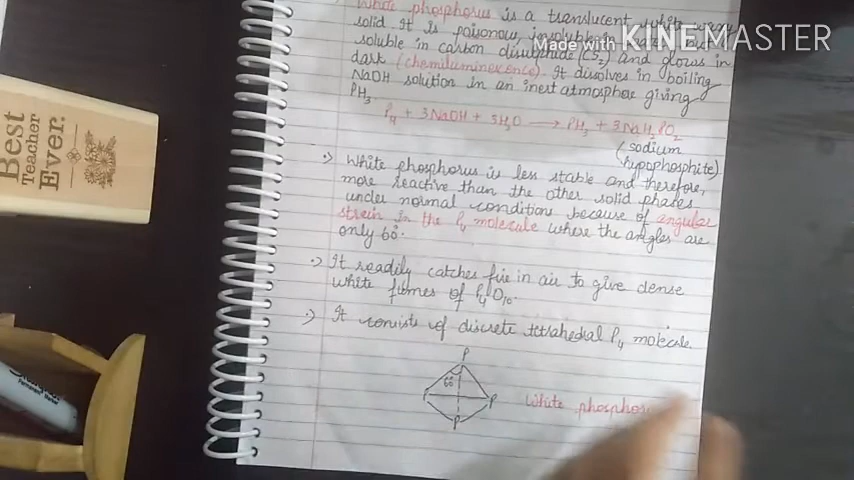 White phosphorus is a translucent white waxy
solid. It is poisonous, insoluble in
soluble in carbon disulphide (CS2) and glows in
dark (chemiluminescence). It dissolves in boiling
NaOH solution in an inert atmosphere giving
PH3.
P4 + 3NaOH + 3H2O → PH3 + 3NaH2PO2
(sodium
hypophosphite)
White phosphorus is less stable and therefore,
more reactive than the other solid phases
under normal conditions because of angular
strain in the P4 molecule where the angles are
only 60°.
It readily catches fire in air to give dense
white fumes of P4O10.
It consists of discrete tetrahedral P4 molecule.
P
60°
P P
P
White phosphorus
Made with KINEMASTER
Best
Teacher
Ever.
Permanent Marker